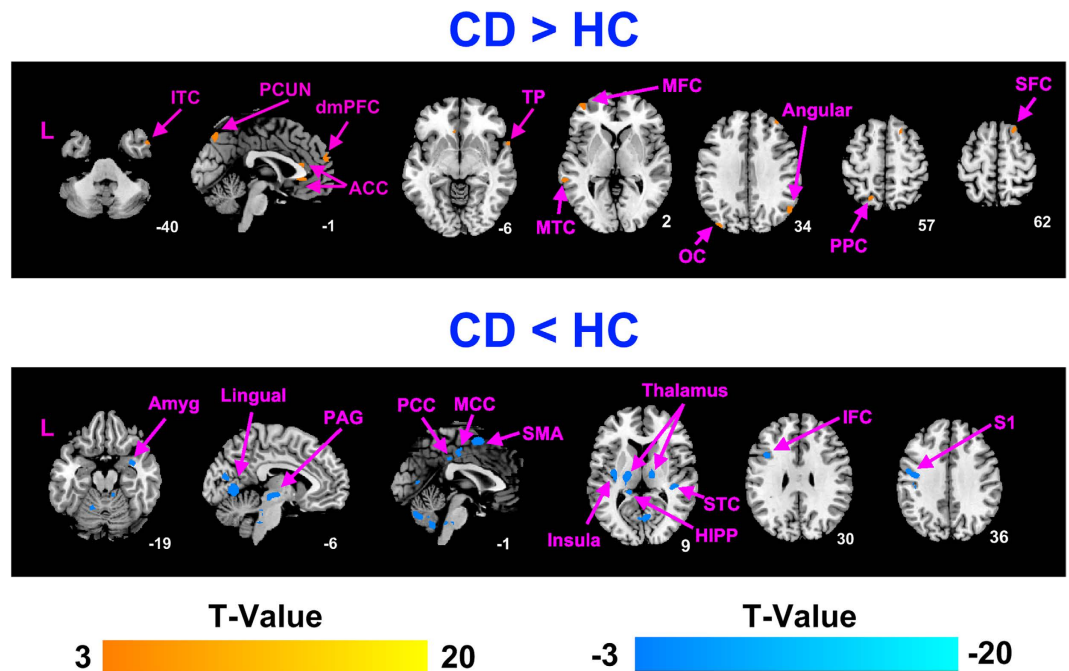 CD > HC
L
ITC
PCUN
dmPFC
ACC
TP
MFC
MTC
Angular
OC
PPC
SFC
-40
-1
-6
2
34
57
62
CD < HC
L
Amyg
Lingual
PAG
PCC
MCC
SMA
Thalamus
Insula
STC
HIPP
IFC
S1
-19
-6
-1
9
30
36
T-Value
3
20
T-Value
-3
-20